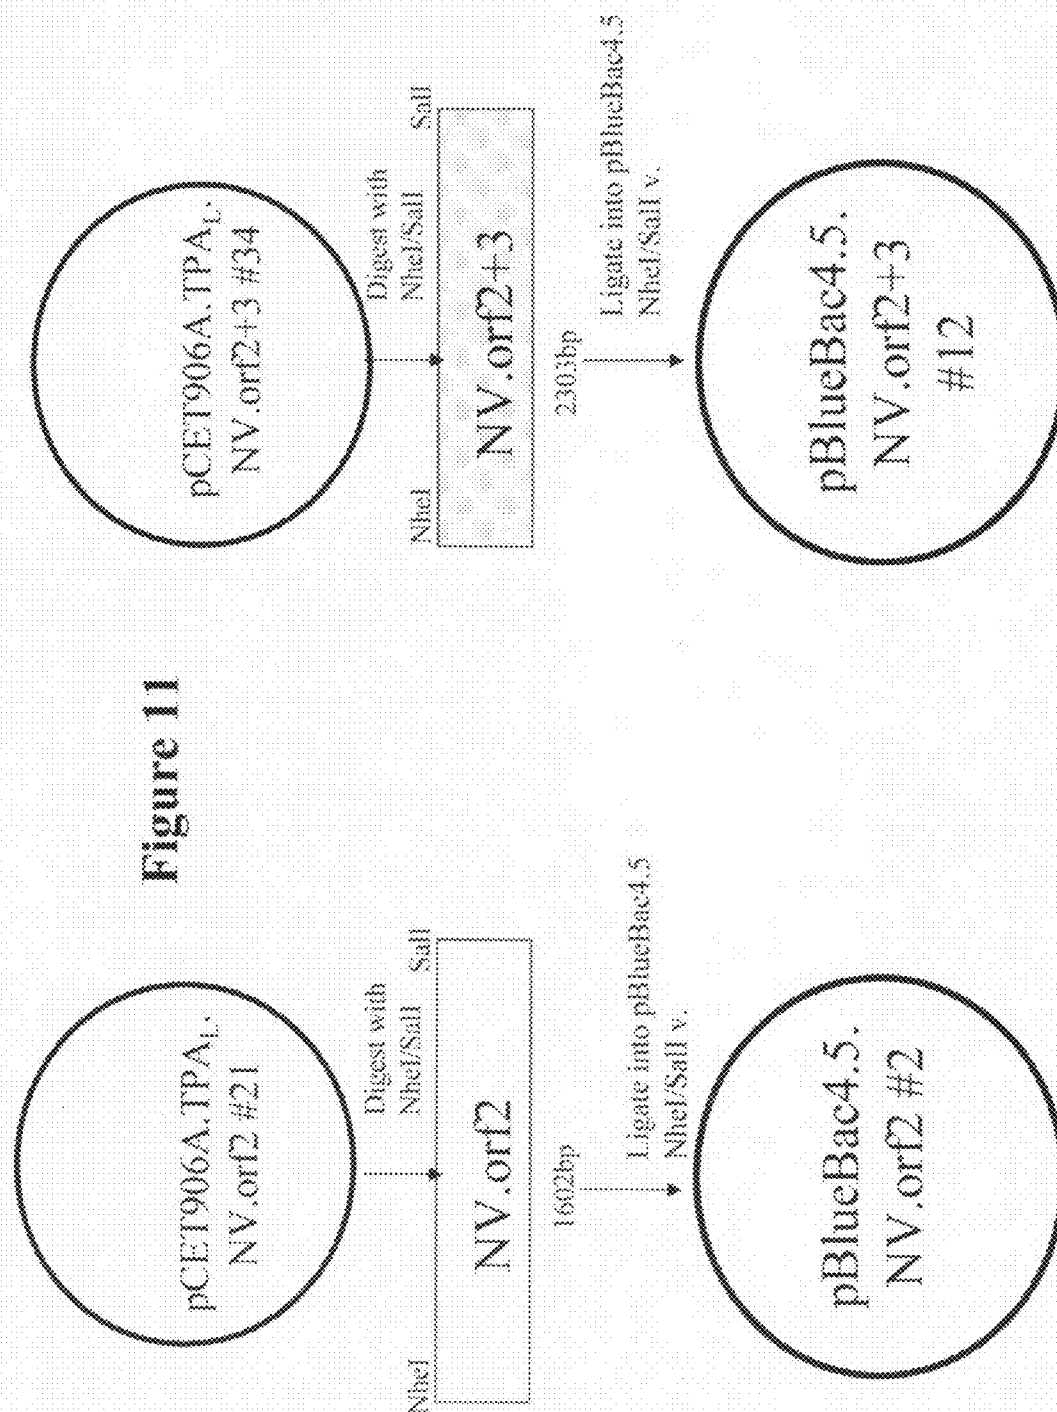 Figure 11
pCET906A.TPAL.
NV.orf2 #21
Digest with
NheI/SalI
NheI
SalI
NV.orf2
1602bp
Ligate into pBlueBac4.5
NheI/SalI v.
pBlueBac4.5.
NV.orf2 #2
pCET906A.TPAL.
NV.orf2+3 #34
Digest with
NheI/SalI
NheI
SalI
NV.orf2+3
2303bp
Ligate into pBlueBac4.5
NheI/SalI v.
pBlueBac4.5.
NV.orf2+3
#12